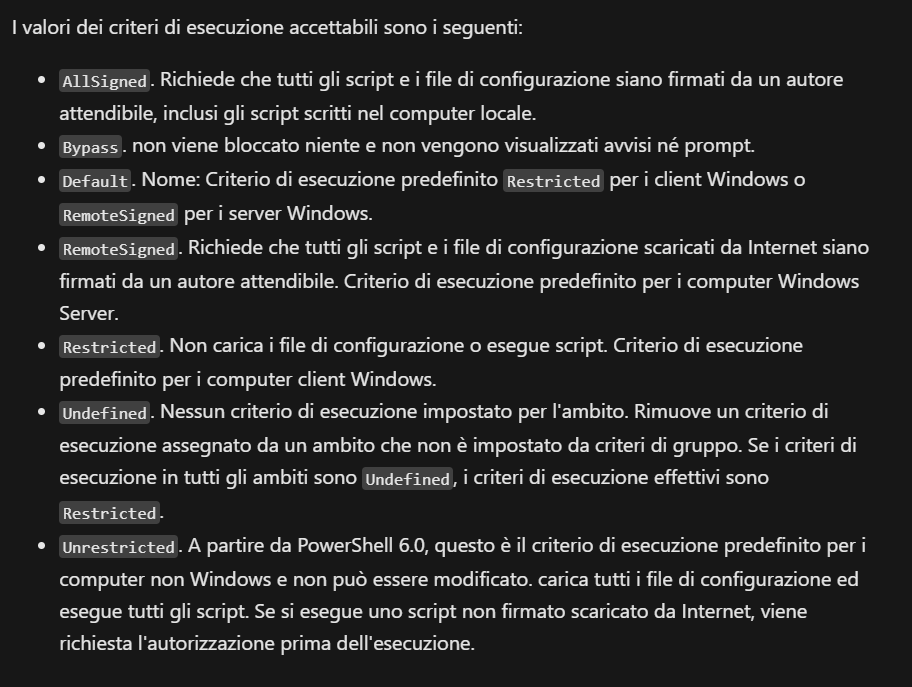 I valori dei criteri di esecuzione accettabili sono i seguenti:
• AllSigned. Richiede che tutti gli script e i file di configurazione siano firmati da un autore
attendibile, inclusi gli script scritti nel computer locale.
• Bypass. non viene bloccato niente e non vengono visualizzati avvisi né prompt.
• Default. Nome: Criterio di esecuzione predefinito Restricted per i client Windows o
RemoteSigned per i server Windows.
• RemoteSigned. Richiede che tutti gli script e i file di configurazione scaricati da Internet siano
firmati da un autore attendibile. Criterio di esecuzione predefinito per i computer Windows
Server.
• Restricted. Non carica i file di configurazione o esegue script. Criterio di esecuzione
predefinito per i computer client Windows.
• Undefined. Nessun criterio di esecuzione impostato per l'ambito. Rimuove un criterio di
esecuzione assegnato da un ambito che non è impostato da criteri di gruppo. Se i criteri di
esecuzione in tutti gli ambiti sono Undefined, i criteri di esecuzione effettivi sono
Restricted.
• Unrestricted. A partire da PowerShell 6.0, questo è il criterio di esecuzione predefinito per i
computer non Windows e non può essere modificato. carica tutti i file di configurazione ed
esegue tutti gli script. Se si esegue uno script non firmato scaricato da Internet, viene
richiesta l'autorizzazione prima dell'esecuzione.